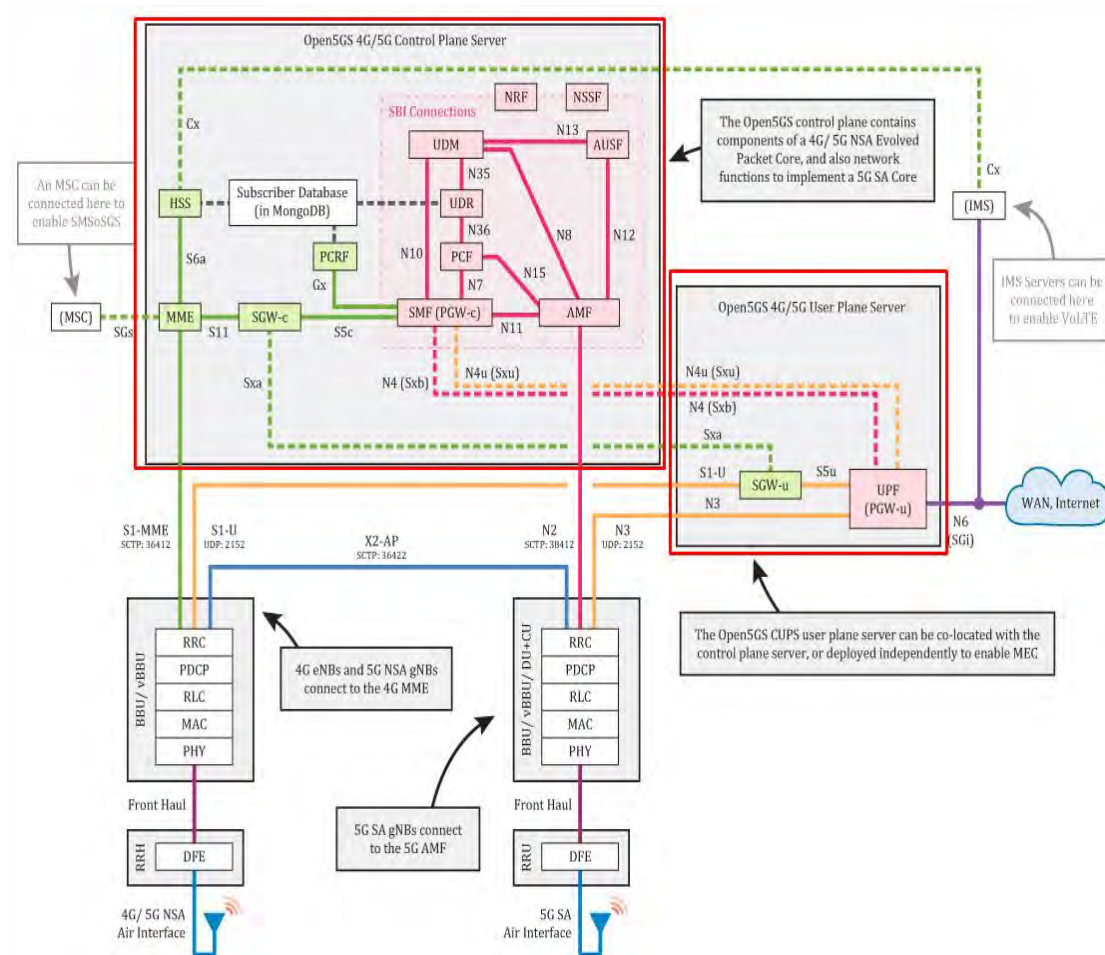 Open5GS 4G/5G Control Plane Server
NRF
NSSF
SBI Connections
Cx
N13
UDM
AUSF
The Open5GS control plane contains
components of a 4G/ 5G NSA Evolved
Packet Core, and also network
functions to implement a 5G SA Core
Cx
An MSC can be
connected here to
enable SMSoSGS
N35
HSS
Subscriber Database
(in MongoDB)
UDR
(IMS)
N36
N8
N12
S6a
N10
PCRF
PCF
N15
Gx
N7
IMS Servers can be
connected here
to enable VoLTE
Open5GS 4G/5G User Plane Server
(MSC)
SGs
MME
S11
SGW-c
S5c
SMF (PGW-c)
N11
AMF
Sxa
N4 (Sxb)
N4u (Sxu)
N4u (Sxu)
N4 (Sxb)
Sxa
S1-U
SGW-u
S5u
UPF
(PGW-u)
N3
WAN, Internet
N6
(SGi)
S1-MME
SCTP: 36412
S1-U
UDP: 2152
X2-AP
SCTP: 36422
N2
SCTP: 38412
N3
UDP: 2152
BBU/ vBBU
RRC
PDCP
RLC
MAC
PHY
4G eNBs and 5G NSA gNBs
connect to the 4G MME
BBU/ vBBU/ DU+CU
RRC
PDCP
RLC
MAC
PHY
The Open5GS CUPS user plane server can be co-located with the
control plane server, or deployed independently to enable MEC
Front Haul
5G SA gNBs connect
to the 5G AMF
Front Haul
RRH
DFE
RRU
DFE
4G/ 5G NSA
Air Interface
5G SA
Air Interface